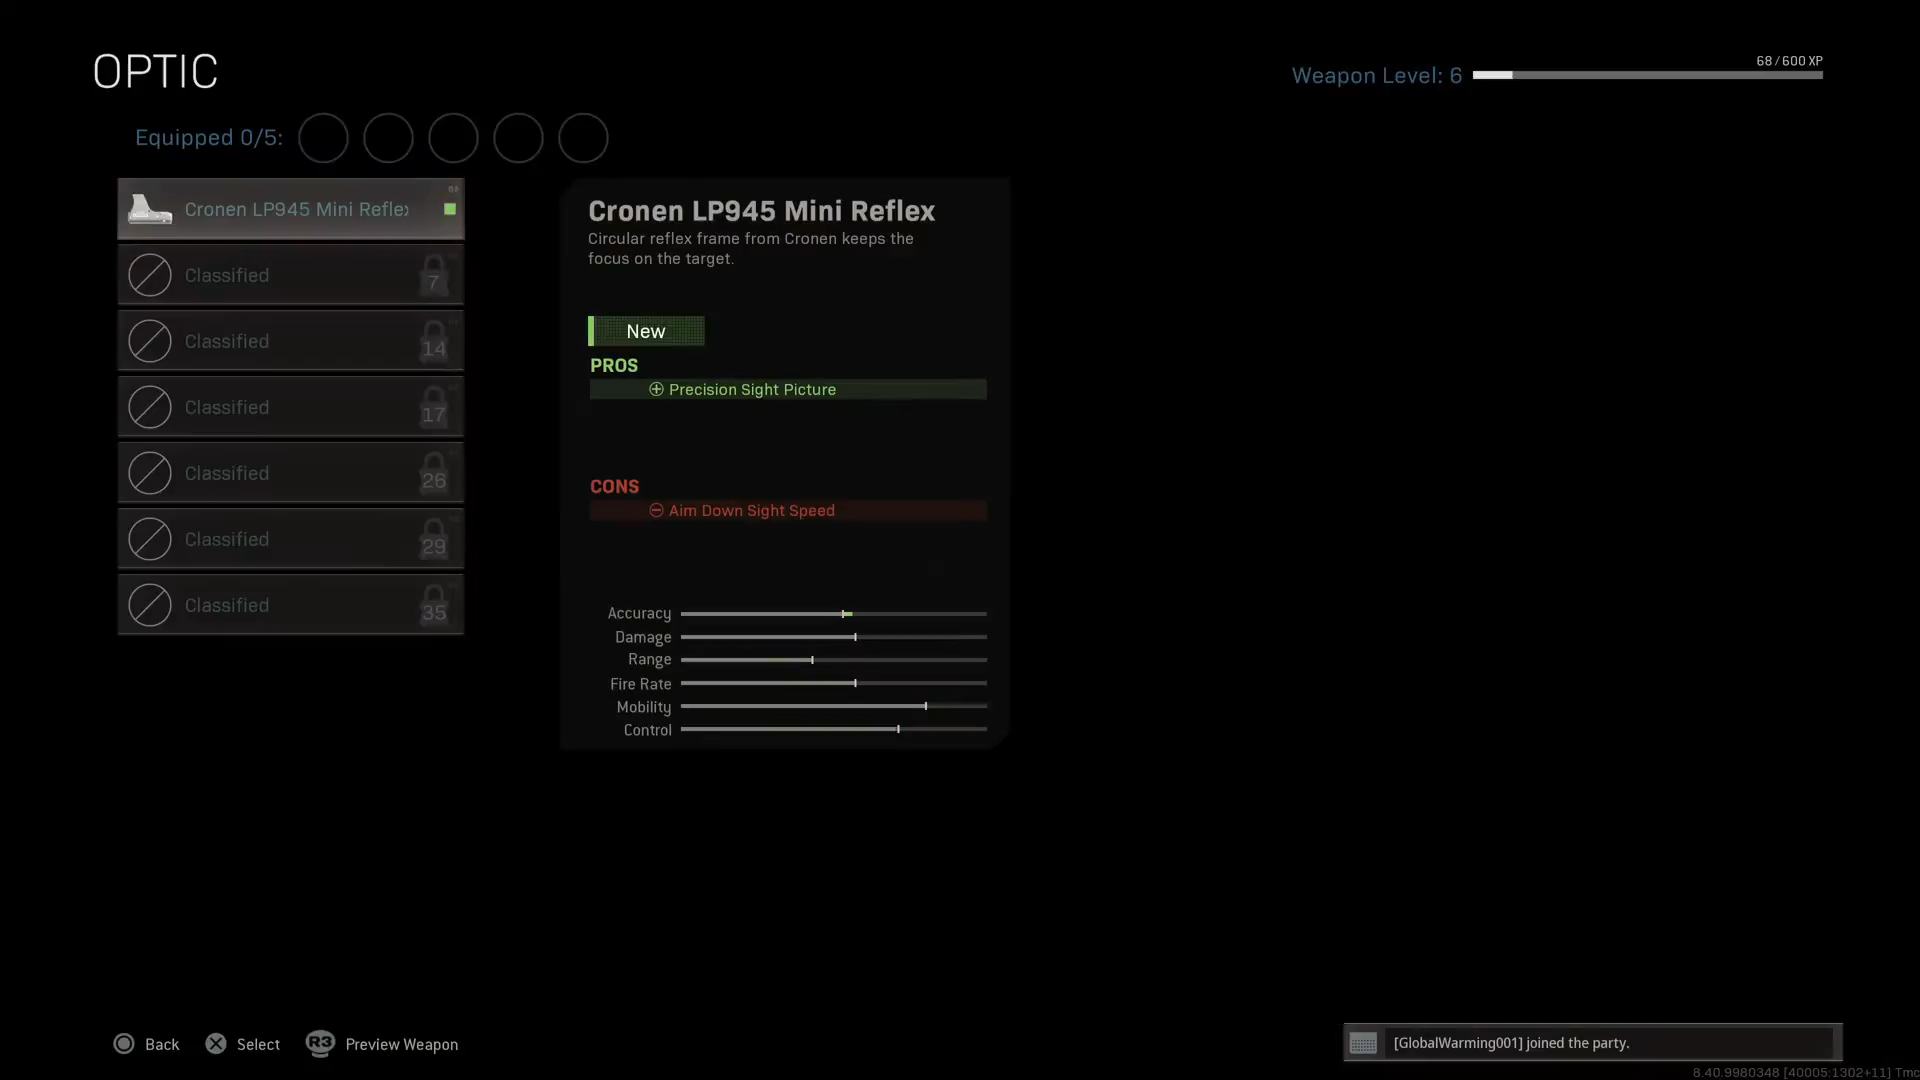 OPTIC
Weapon Level: 6
68 / 600 XP
Equipped 0/5:
Cronen LP945 Mini Reflex
Classified
7
Classified
14
Classified
17
Classified
26
Classified
29
Classified
35
Cronen LP945 Mini Reflex
Circular reflex frame from Cronen keeps the
focus on the target.
New
PROS
Precision Sight Picture
CONS
Aim Down Sight Speed
Accuracy
Damage
Range
Fire Rate
Mobility
Control
Back
Select
R3 Preview Weapon
[GlobalWarming001] joined the party.
8.40.9980348 [40005:1302+11] Tmc